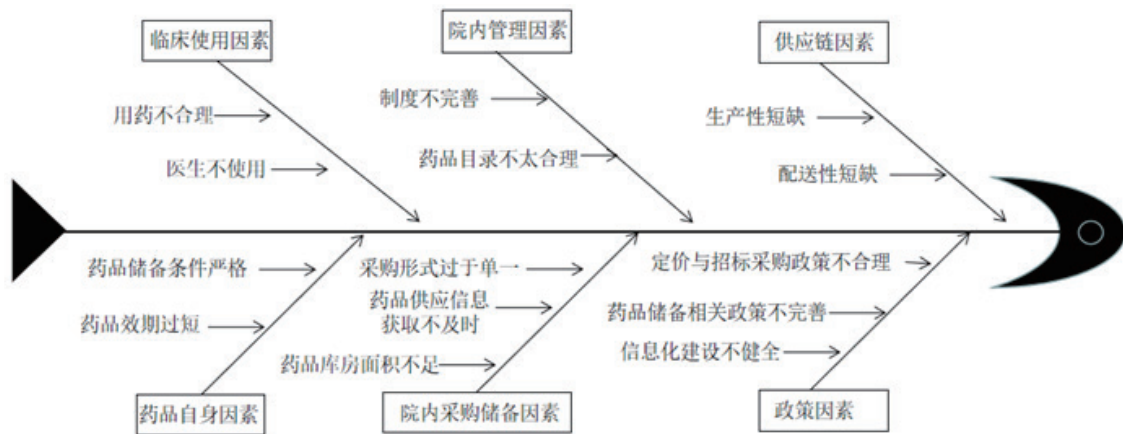 临床使用因素
院内管理因素
供应链因素
用药不合理
医生不使用
制度不完善
药品目录不太合理
生产性短缺
配送性短缺
药品储备条件严格
药品效期过短
采购形式过于单一
药品供应信息
获取不及时
药品库房面积不足
定价与招标采购政策不合理
药品储备相关政策不完善
信息化建设不健全
药品自身因素
院内采购储备因素
政策因素